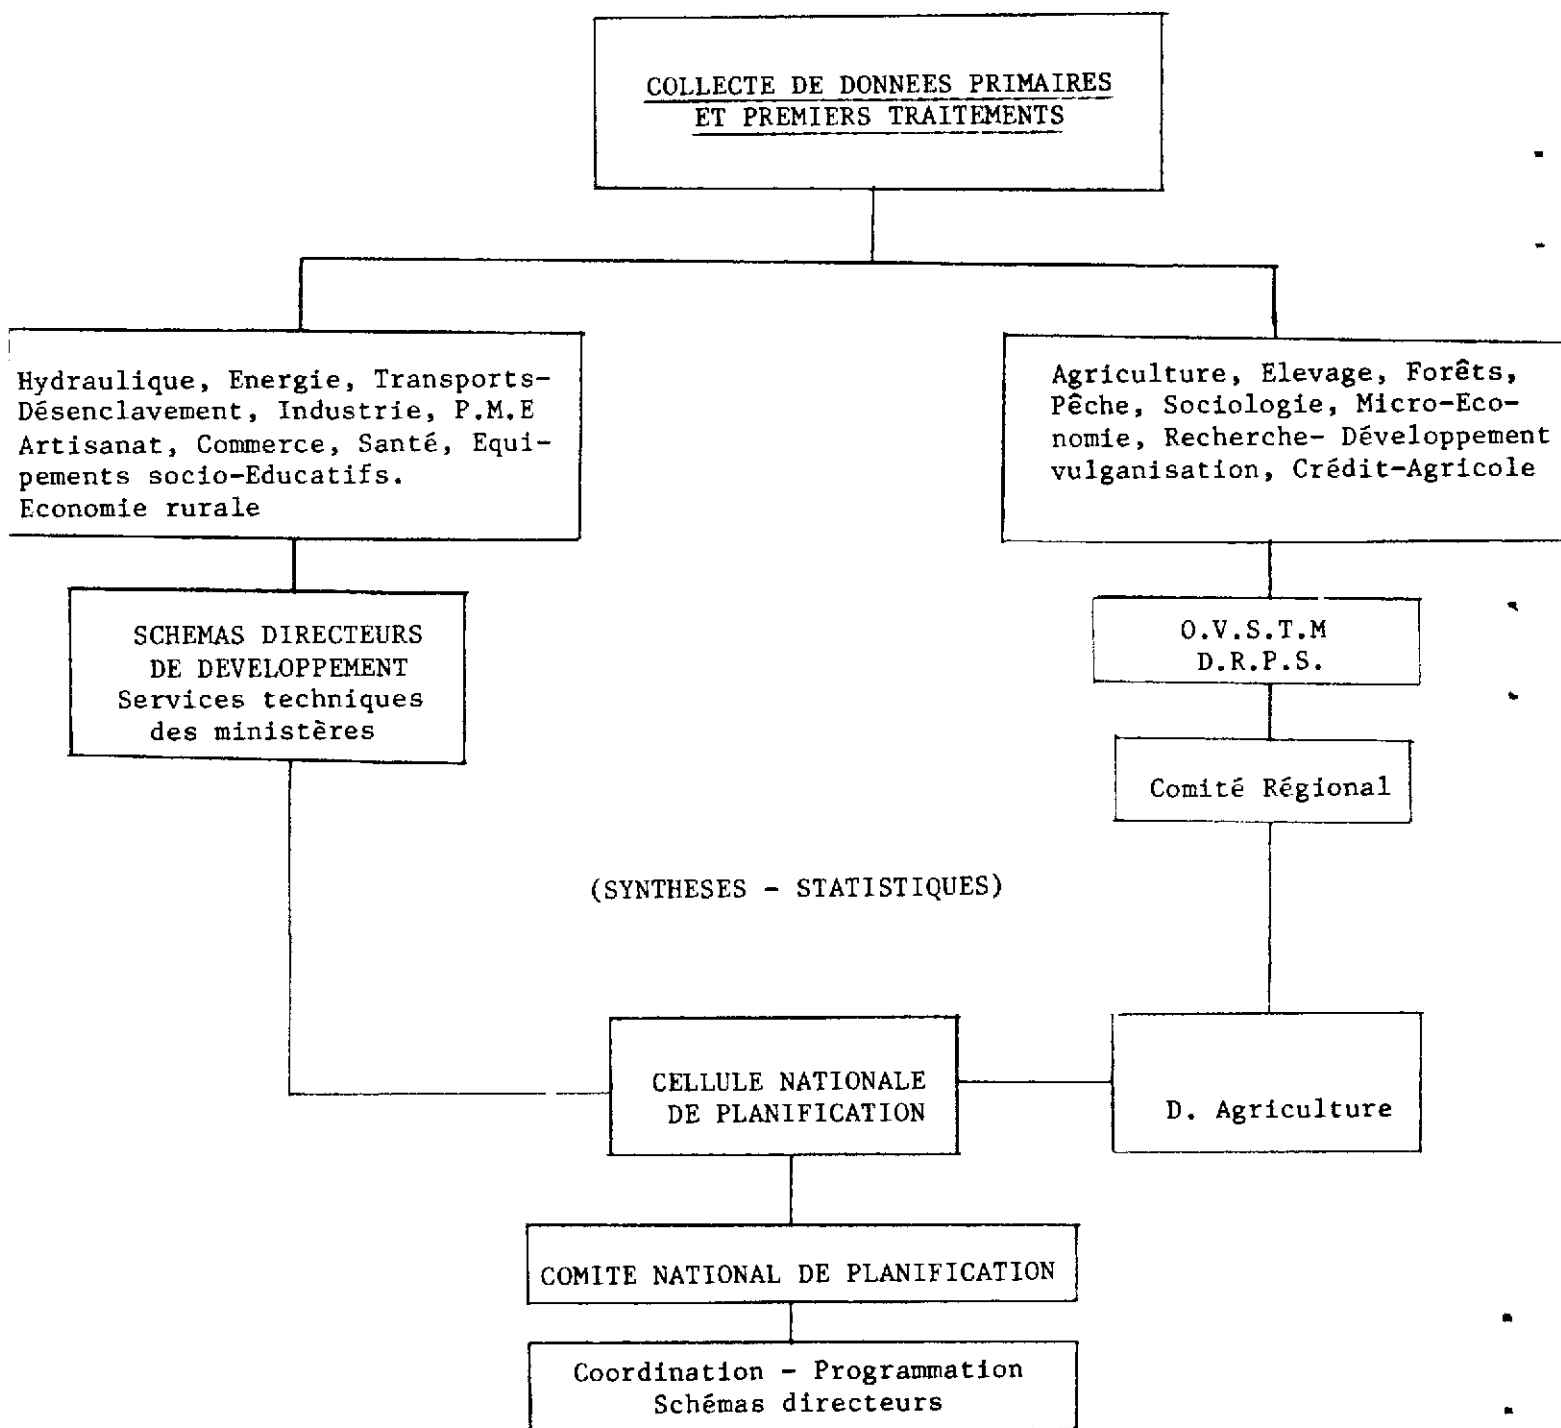 COLLECTE DE DONNEES PRIMAIRES
ET PREMIERS TRAITEMENTS
Hydraulique, Energie, Transports-
Désenclavement, Industrie, P.M.E
Artisanat, Commerce, Santé, Equi-
pements socio-Educatifs.
Economie rurale
Agriculture, Elevage, Forêts,
Pêche, Sociologie, Micro-Eco-
nomie, Recherche- Développement
vulganisation, Crédit-Agricole
SCHEMAS DIRECTEURS
DE DEVELOPPEMENT
Services techniques
des ministères
O.V.S.T.M
D.R.P.S.
Comité Régional
(SYNTHESES - STATISTIQUES)
CELLULE NATIONALE
DE PLANIFICATION
D. Agriculture
COMITE NATIONAL DE PLANIFICATION
Coordination - Programmation
Schémas directeurs